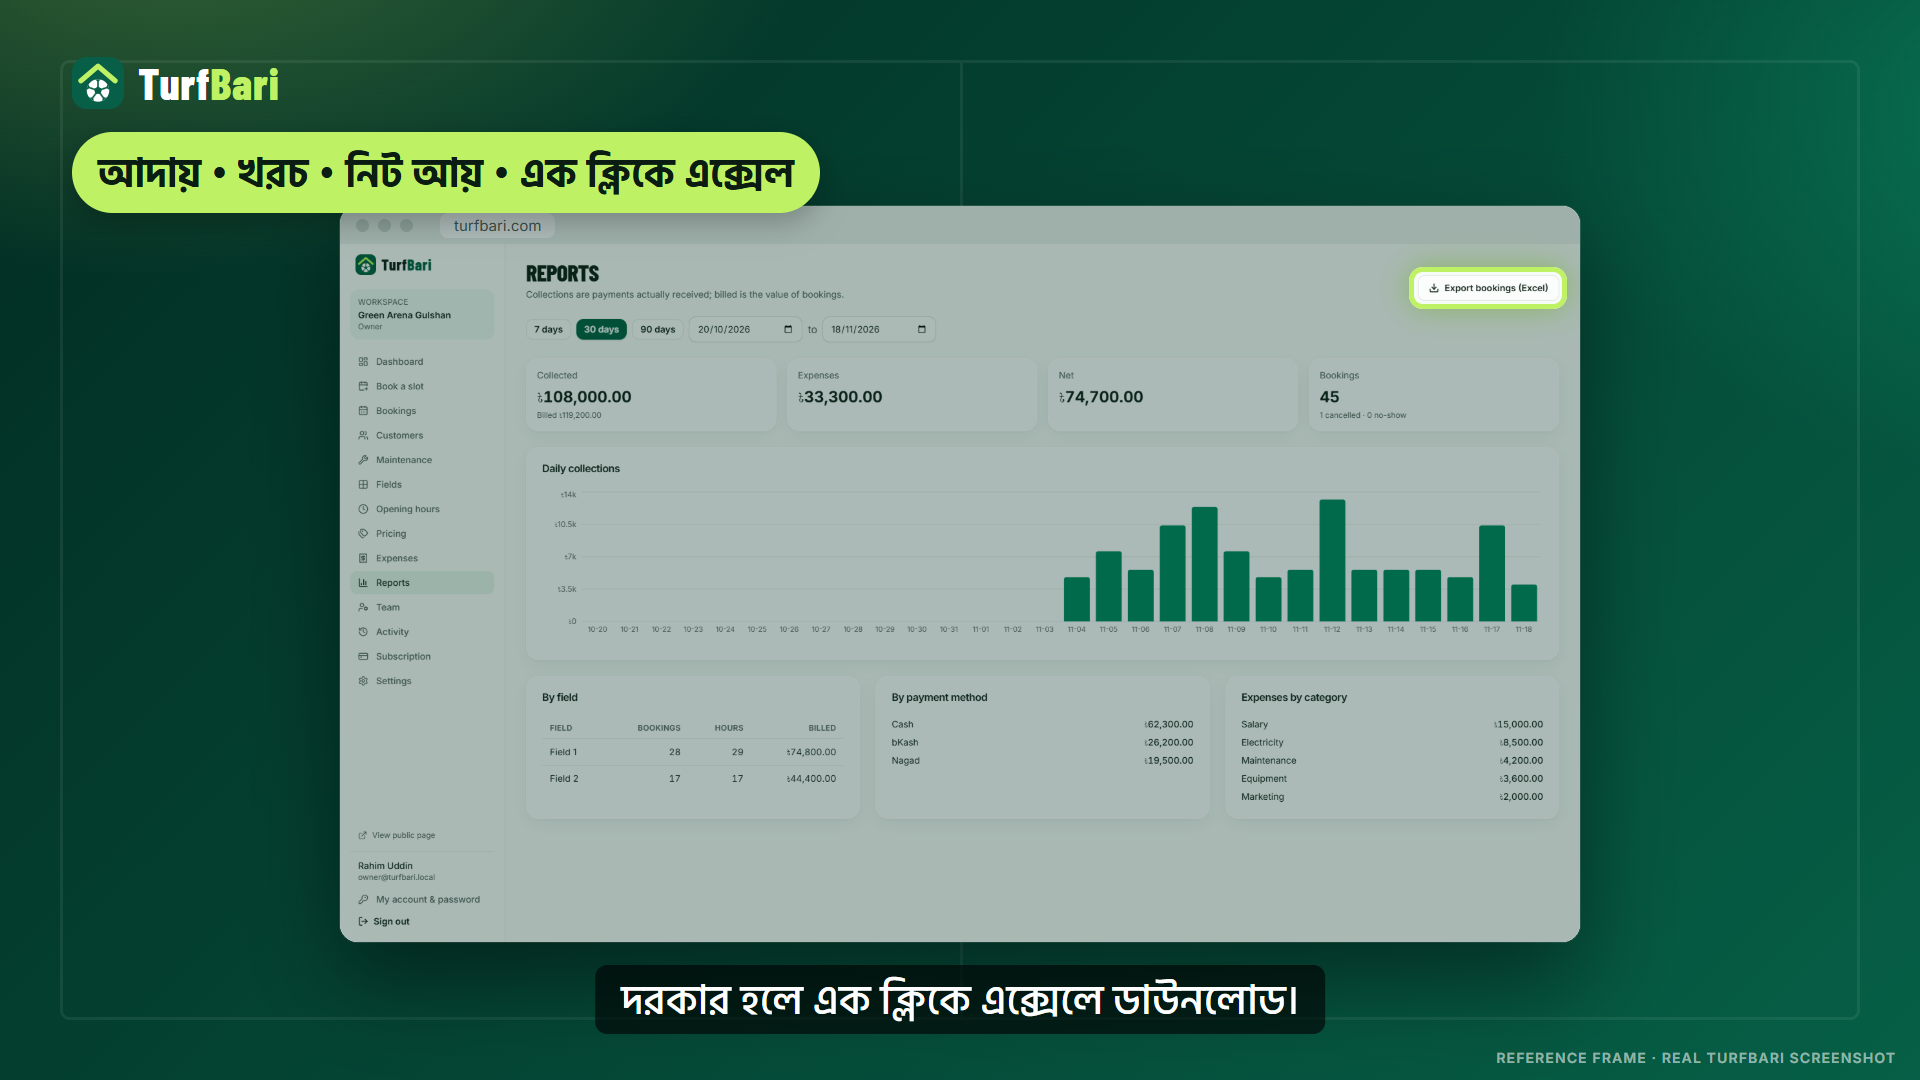 TurfBari
আদায় • খরচ • নিট আয় • এক ক্লিকে এক্সেল
turfbari.com
TurfBari
WORKSPACE
Green Arena Gulshan
Owner
Dashboard
Book a slot
Bookings
Customers
Maintenance
Fields
Opening hours
Pricing
Expenses
Reports
Team
Activity
Subscription
Settings
View public page
Rahim Uddin
owner@turfbari.local
My account & password
Sign out
REPORTS
Collections are payments actually received; billed is the value of bookings.
Export bookings (Excel)
7 days 30 days 90 days 20/10/2026 to 18/11/2026
Collected
৳108,000.00
Billed ৳119,200.00
Expenses
৳33,300.00
Net
৳74,700.00
Bookings
45
1 cancelled · 0 no-show
Daily collections
৳14k
৳10.5k
৳7k
৳3.5k
৳0
10-20 10-21 10-22 10-23 10-24 10-25 10-26 10-27 10-28 10-29 10-30 10-31 11-01 11-02 11-03 11-04 11-05 11-06 11-07 11-08 11-09 11-10 11-11 11-12 11-13 11-14 11-15 11-16 11-17 11-18
By field
FIELD BOOKINGS HOURS BILLED
Field 1 28 29 ৳74,800.00
Field 2 17 17 ৳44,400.00
By payment method
Cash ৳62,300.00
bKash ৳26,200.00
Nagad ৳19,500.00
Expenses by category
Salary ৳15,000.00
Electricity ৳8,500.00
Maintenance ৳4,200.00
Equipment ৳3,600.00
Marketing ৳2,000.00
দরকার হলে এক ক্লিকে এক্সেলে ডাউনলোড।
REFERENCE FRAME · REAL TURFBARI SCREENSHOT